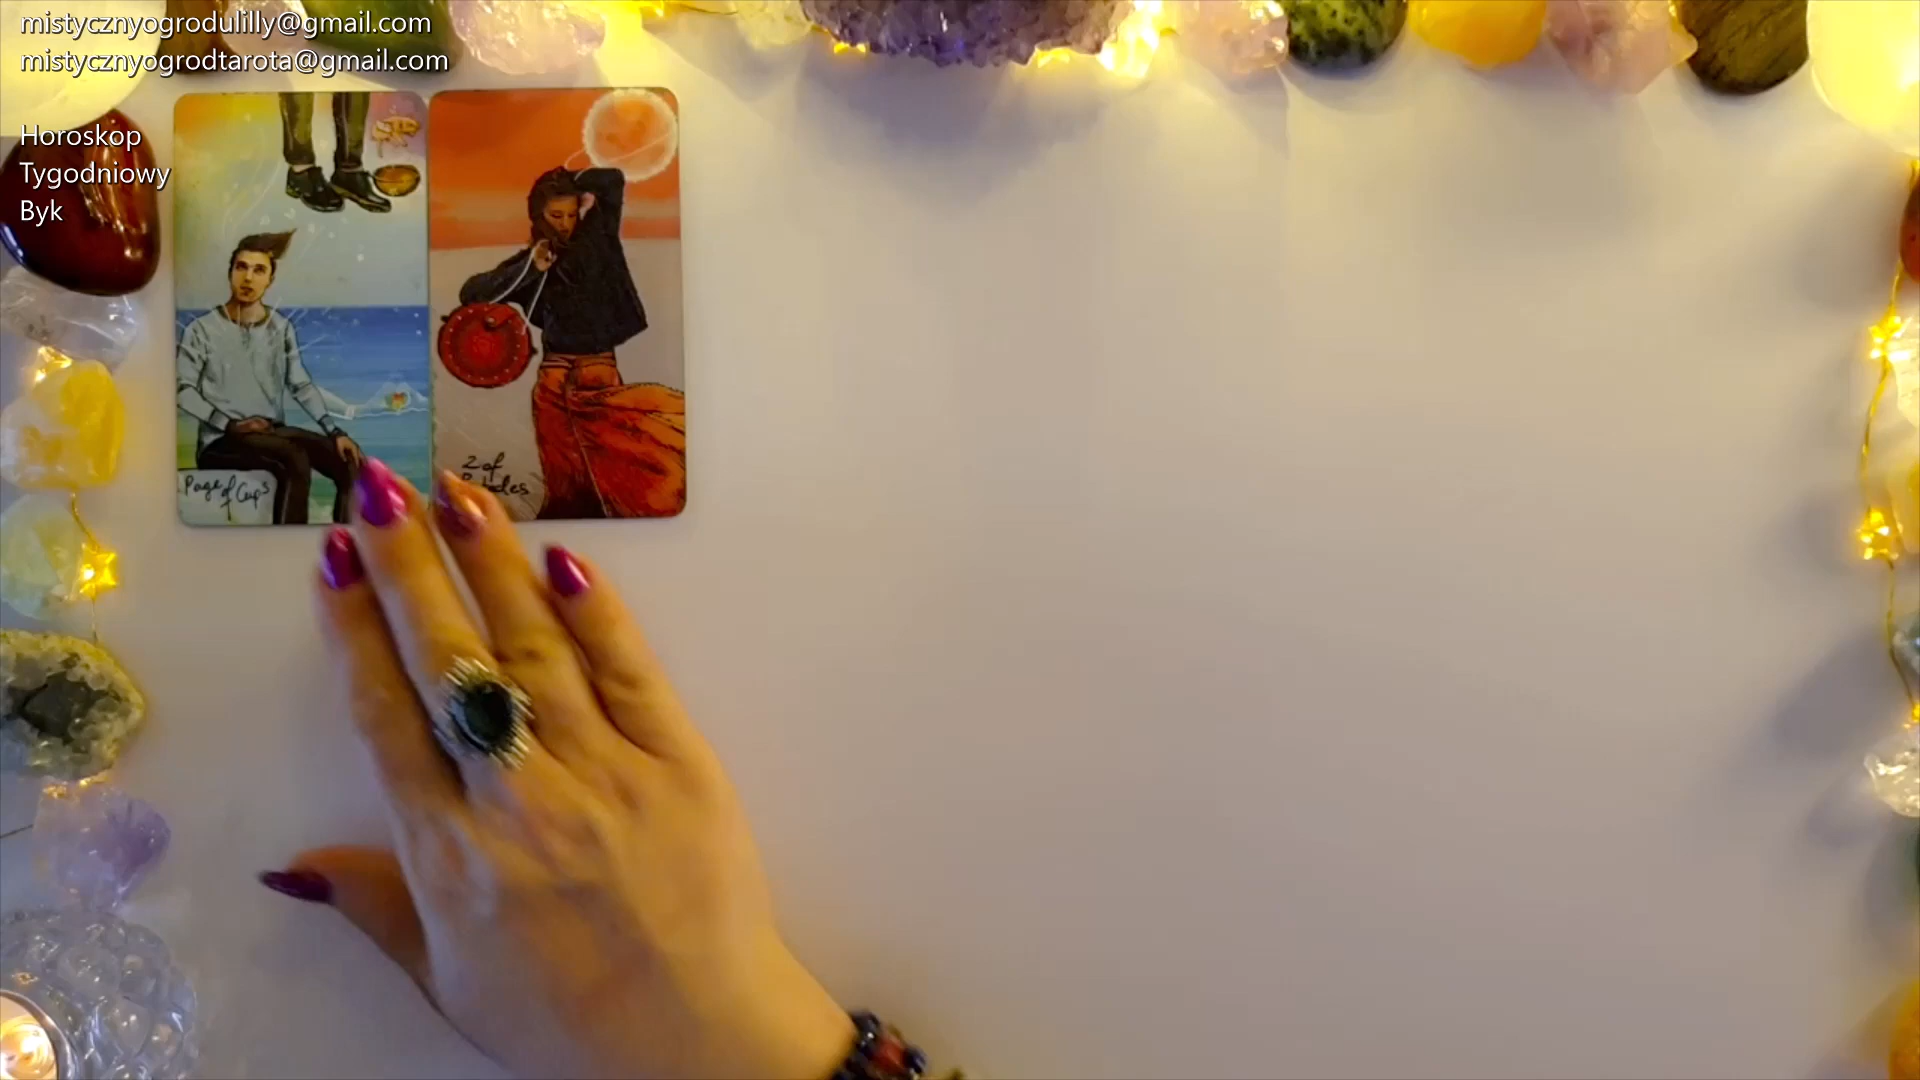 mistycznyogrodulilly@gmail.com
mistycznyogrodtarota@gmail.com
Horoskop
Tygodniowy
Byk
Page of Cups
2 of